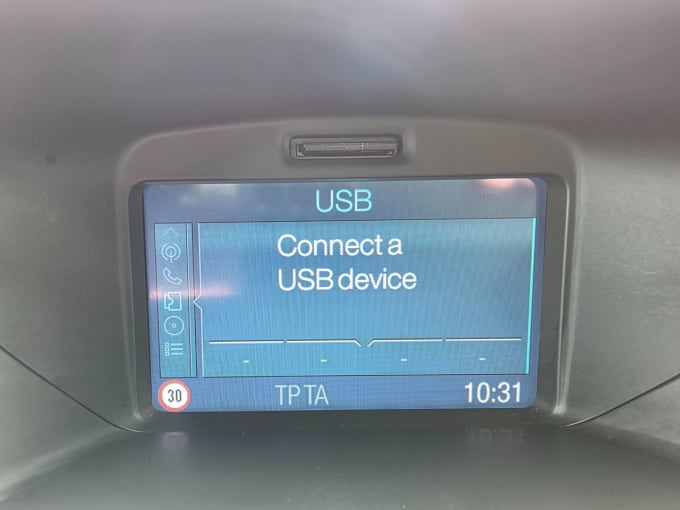 USB
Connect a
USB device
- - - -
30 TP TA 10:31